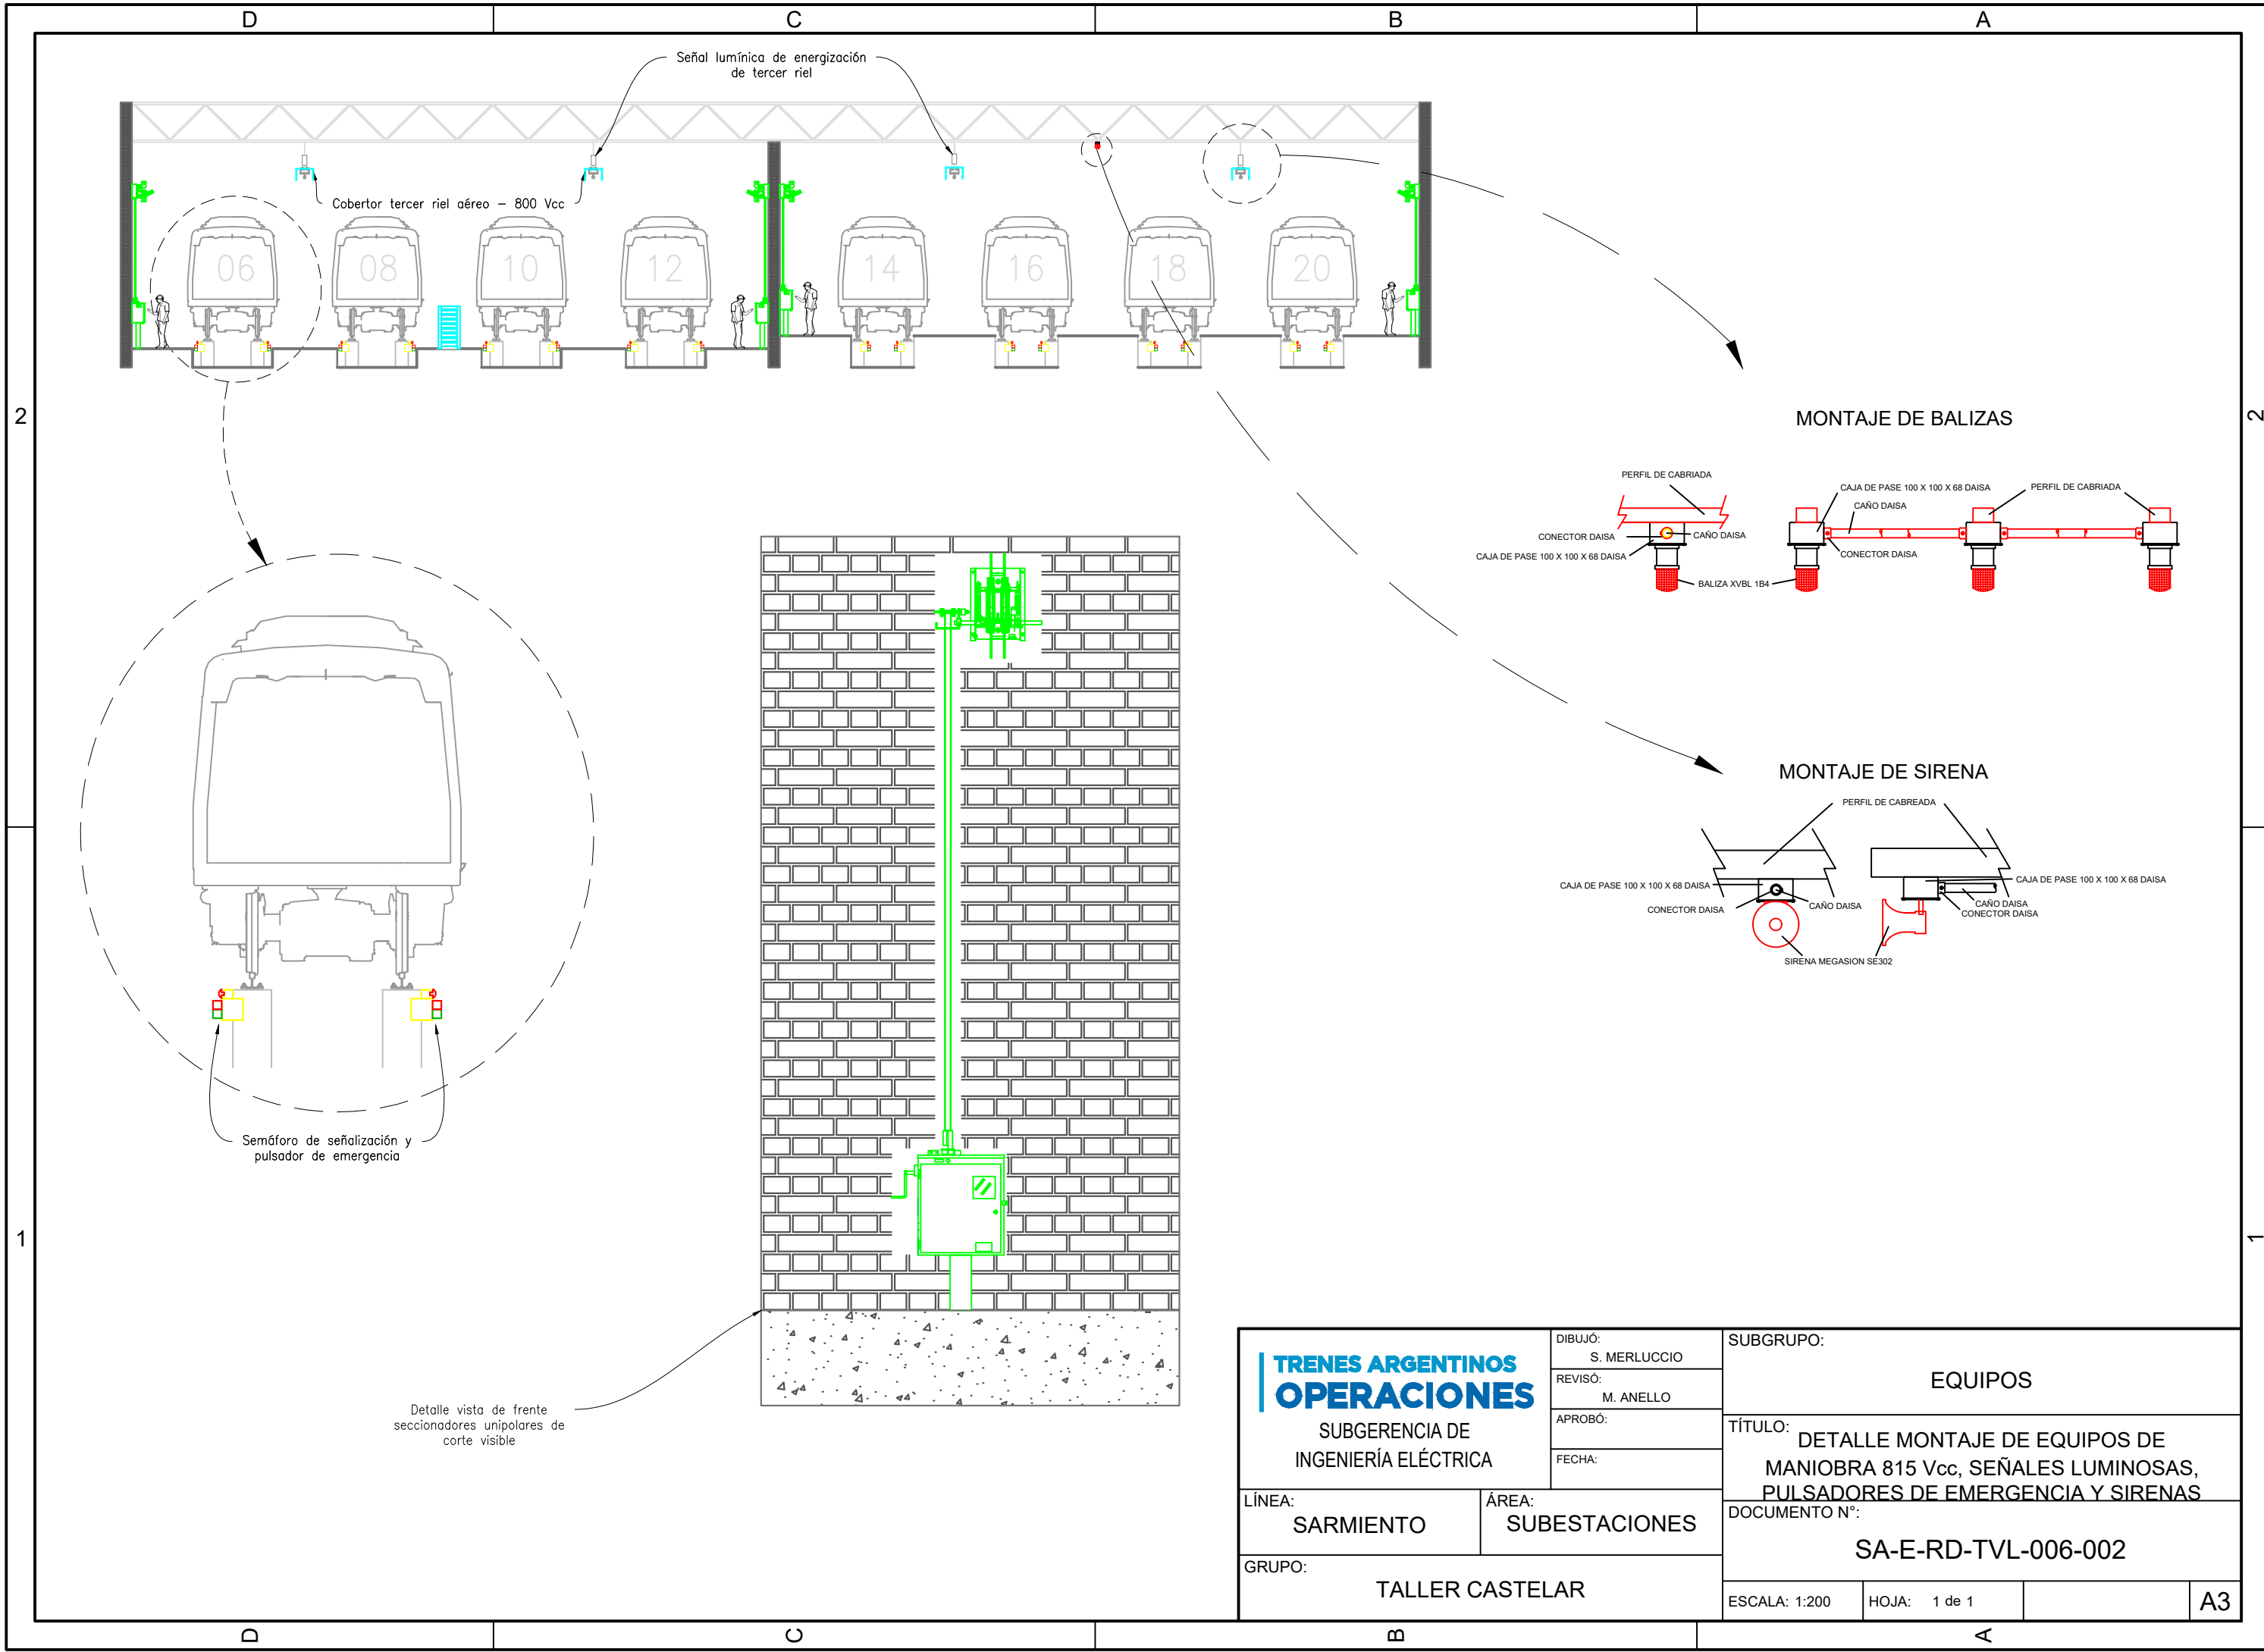 D
C
B
A
Señal lumínica de energización
de tercer riel
Cobertor tercer riel aéreo – 800 Vcc
06
08
10
12
14
16
18
20
2
2
MONTAJE DE BALIZAS
PERFIL DE CABRIADA
CONECTOR DAISA
CAÑO DAISA
CAJA DE PASE 100 X 100 X 68 DAISA
CAJA DE PASE 100 X 100 X 68 DAISA
PERFIL DE CABRIADA
CAÑO DAISA
CONECTOR DAISA
BALIZA XVBL 1B4
MONTAJE DE SIRENA
PERFIL DE CABREADA
CAJA DE PASE 100 X 100 X 68 DAISA
CONECTOR DAISA
CAÑO DAISA
CAJA DE PASE 100 X 100 X 68 DAISA
CAÑO DAISA
CONECTOR DAISA
SIRENA MEGASION SE302
Semáforo de señalización y
pulsador de emergencia
1
1
Detalle vista de frente
seccionadores unipolares de
corte visible
TRENES ARGENTINOS
OPERACIONES
SUBGERENCIA DE
INGENIERÍA ELÉCTRICA
DIBUJÓ:
S. MERLUCCIO
REVISÓ:
M. ANELLO
APROBÓ:
FECHA:
SUBGRUPO:
EQUIPOS
TÍTULO:
DETALLE MONTAJE DE EQUIPOS DE
MANIOBRA 815 Vcc, SEÑALES LUMINOSAS,
PULSADORES DE EMERGENCIA Y SIRENAS
LÍNEA:
SARMIENTO
ÁREA:
SUBESTACIONES
DOCUMENTO N°:
SA-E-RD-TVL-006-002
GRUPO:
TALLER CASTELAR
ESCALA: 1:200
HOJA: 1 de 1
A3
D
C
B
A